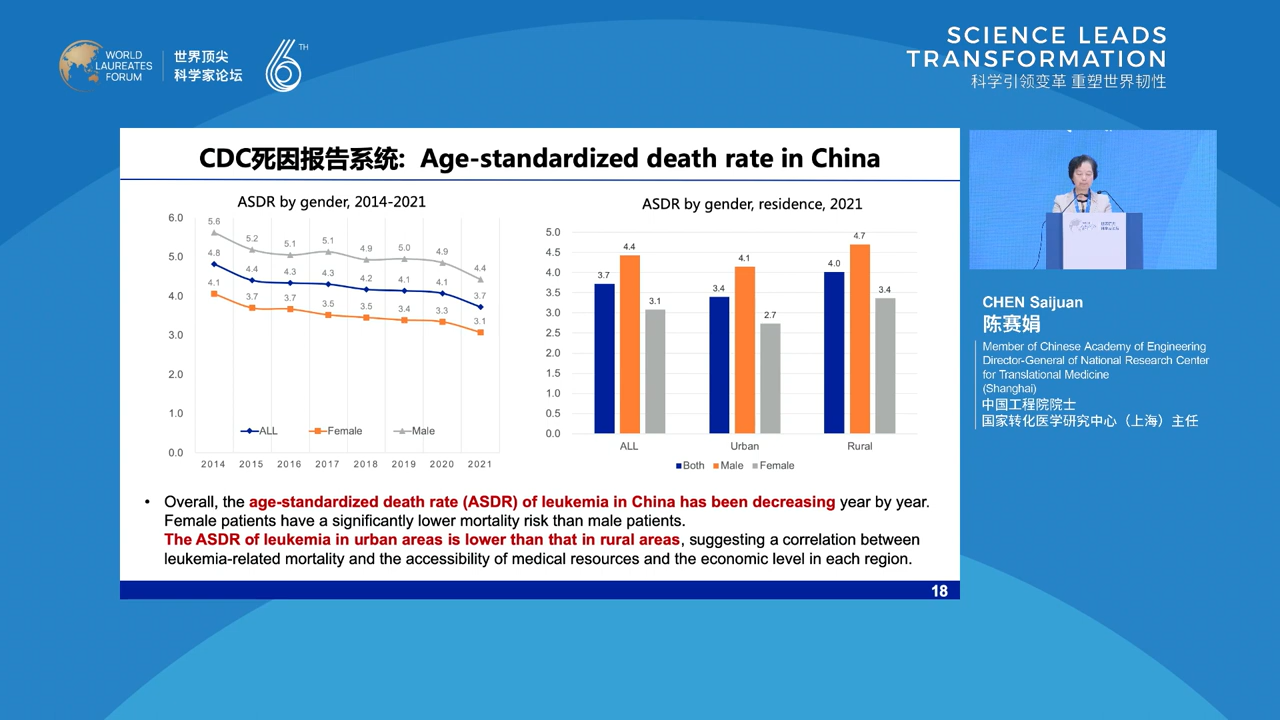 WORLD
LAUREATES
FORUM
世界顶尖
科学家论坛
6TH
SCIENCE LEADS
TRANSFORMATION
科学引领变革 重塑世界韧性
CDC死因报告系统: Age-standardized death rate in China
ASDR by gender, 2014-2021
6.0
5.0
4.0
3.0
2.0
1.0
0.0
5.6 5.2 5.1 5.1 4.9 5.0 4.9 4.4
4.8 4.4 4.3 4.3 4.2 4.1 4.1 3.7
4.1 3.7 3.7 3.5 3.5 3.4 3.3 3.1
ALL Female Male
2014 2015 2016 2017 2018 2019 2020 2021
ASDR by gender, residence, 2021
5.0
4.5
4.0
3.5
3.0
2.5
2.0
1.5
1.0
0.5
0.0
3.7 4.4 3.1 3.4 4.1 2.7 4.0 4.7 3.4
ALL Urban Rural
Both Male Female
• Overall, the age-standardized death rate (ASDR) of leukemia in China has been decreasing year by year.
Female patients have a significantly lower mortality risk than male patients.
The ASDR of leukemia in urban areas is lower than that in rural areas, suggesting a correlation between
leukemia-related mortality and the accessibility of medical resources and the economic level in each region.
18
CHEN Saijuan
陈赛娟
Member of Chinese Academy of Engineering
Director-General of National Research Center
for Translational Medicine
(Shanghai)
中国工程院院士
国家转化医学研究中心（上海）主任